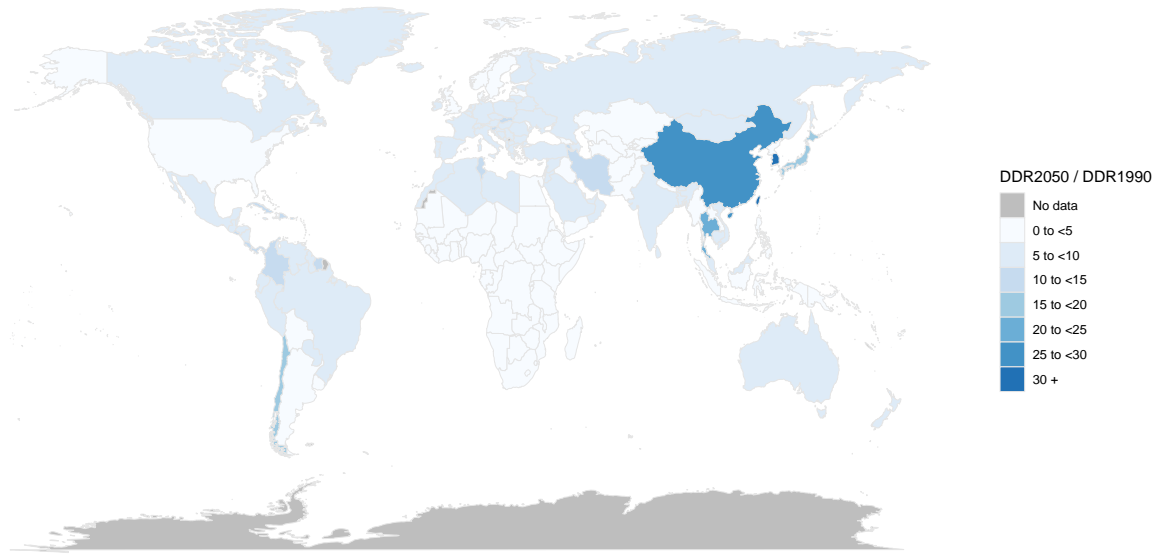 DDR2050 / DDR1990
No data
0 to <5
5 to <10
10 to <15
15 to <20
20 to <25
25 to <30
30 +